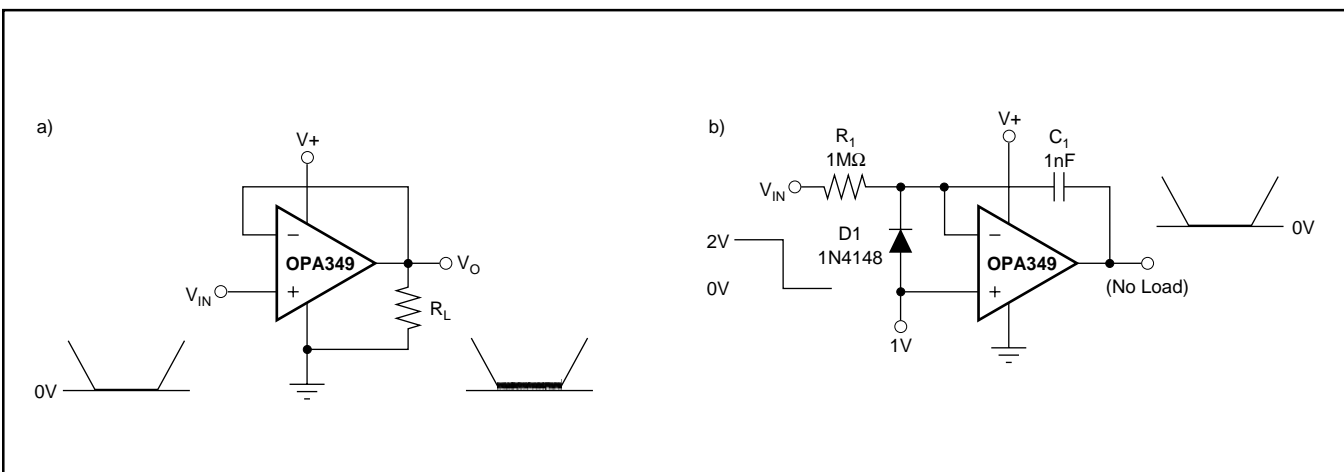 a)
V+
−
OPA349
+
V_IN
V_O
R_L
0V
b)
V+
R_1
1MΩ
C_1
1nF
V_IN
2V
0V
D1
1N4148
−
OPA349
+
1V
(No Load)
0V